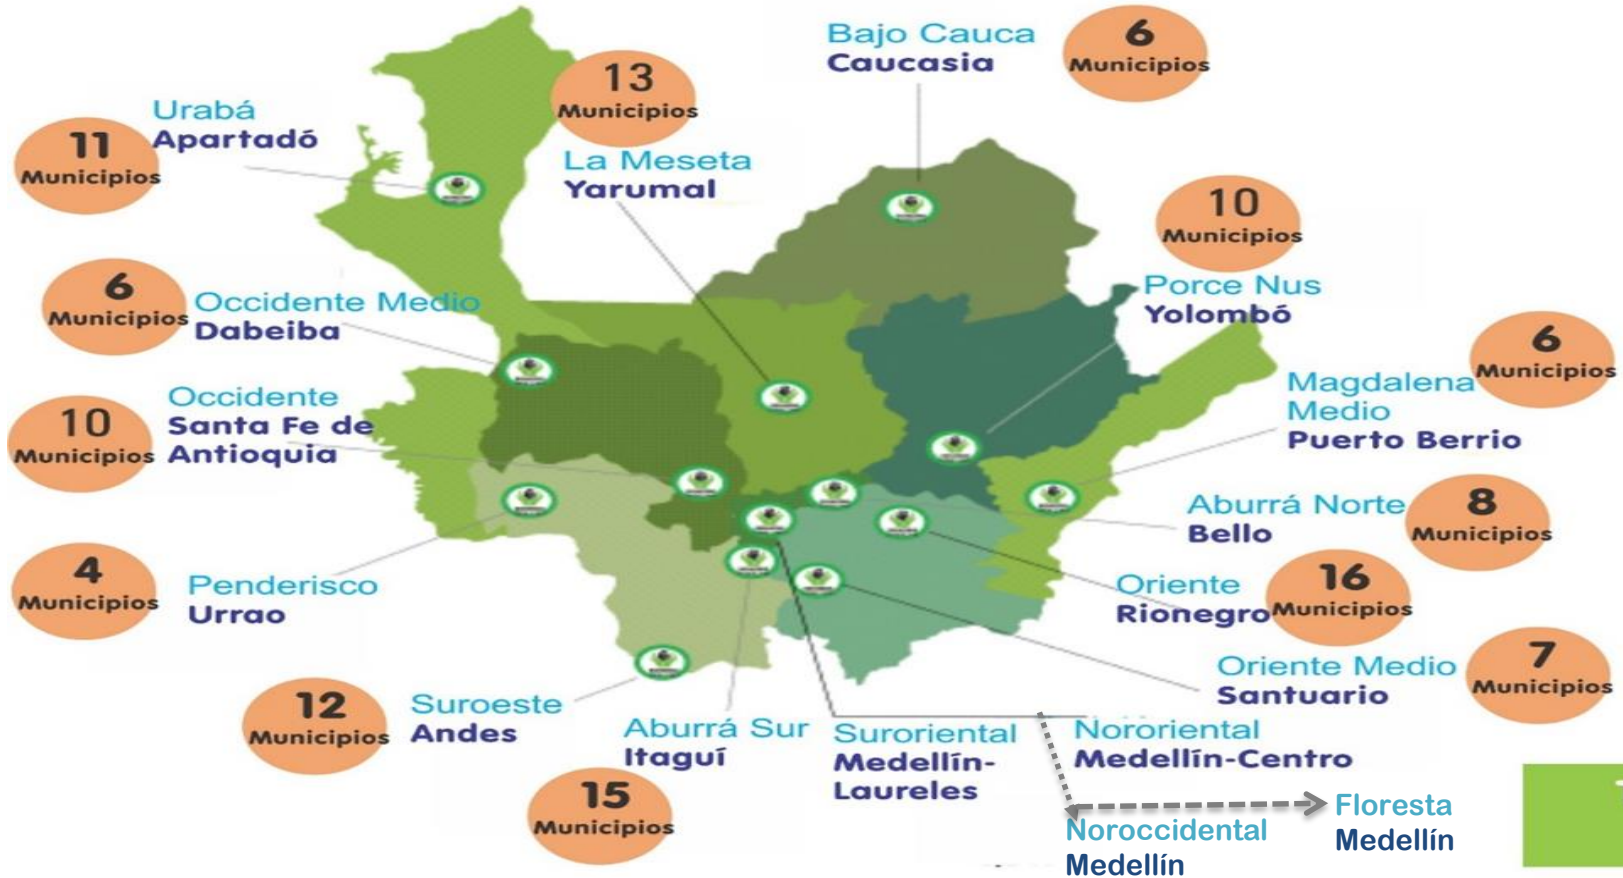 Bajo Cauca
Caucasia
6
Municipios
13
Municipios
Urabá
Apartadó
11
Municipios
La Meseta
Yarumal
10
Municipios
Porce Nus
Yolombó
6
Municipios
Occidente Medio
Dabeiba
6
Municipios
Magdalena
Medio
Puerto Berrio
10
Municipios
Occidente
Santa Fe de
Antioquia
Aburrá Norte
Bello
8
Municipios
4
Municipios
Penderisco
Urrao
Oriente
Rionegro
16
Municipios
Oriente Medio
Santuario
7
Municipios
12
Municipios
Suroeste
Andes
Aburrá Sur
Itaguí
15
Municipios
Suroriental
Medellín-
Laureles
Nororiental
Medellín-Centro
Noroccidental
Medellín
Floresta
Medellín